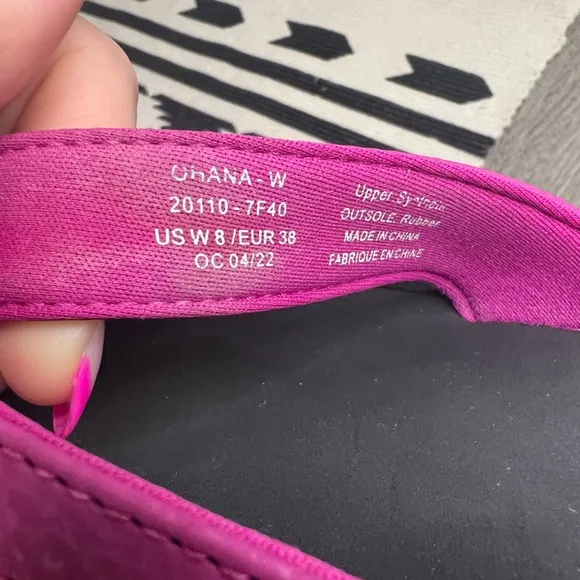 OHANA - W
20110 - 7F40
US W 8 / EUR 38
OC 04/22
Upper Synthetic
OUTSOLE Rubber
MADE IN CHINA
FABRIQUE EN CHINE